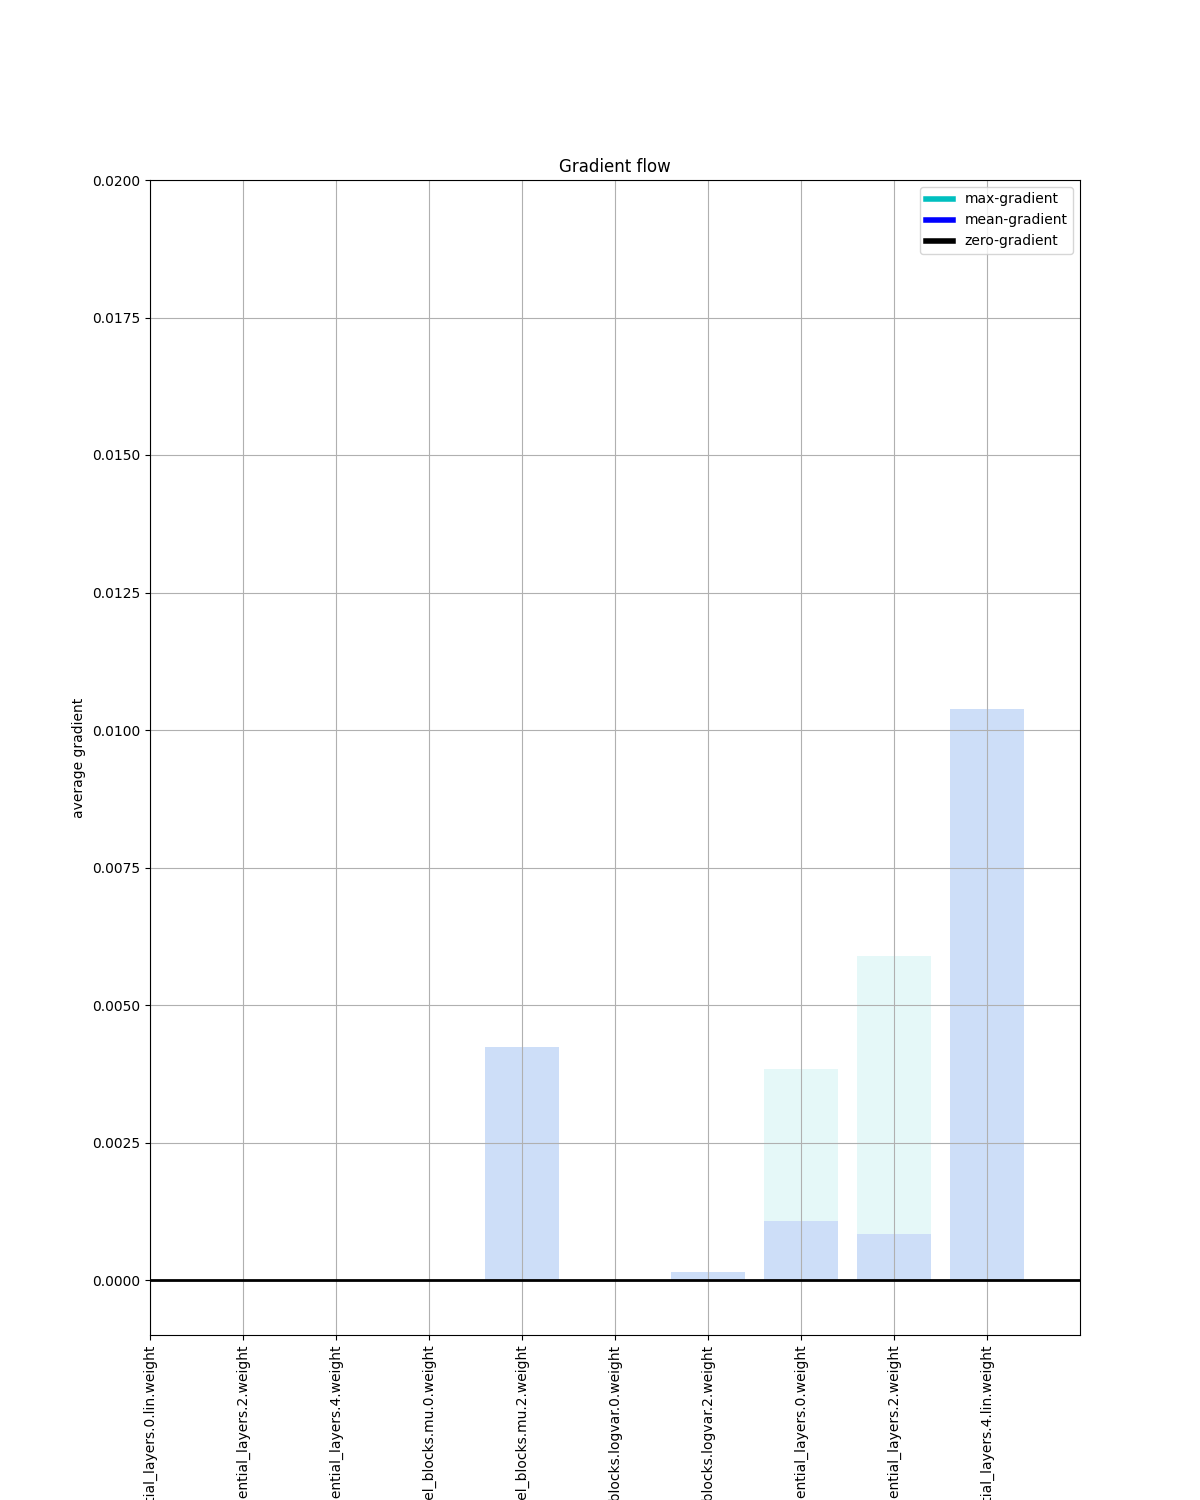 Gradient flow
max-gradient
mean-gradient
zero-gradient
0.0200
0.0175
0.0150
0.0125
0.0100
0.0075
0.0050
0.0025
0.0000
average gradient
tial_layers.0.lin.weight
ential_layers.2.weight
ential_layers.4.weight
el_blocks.mu.0.weight
el_blocks.mu.2.weight
blocks.logvar.0.weight
blocks.logvar.2.weight
ential_layers.0.weight
ential_layers.2.weight
tial_layers.4.lin.weight